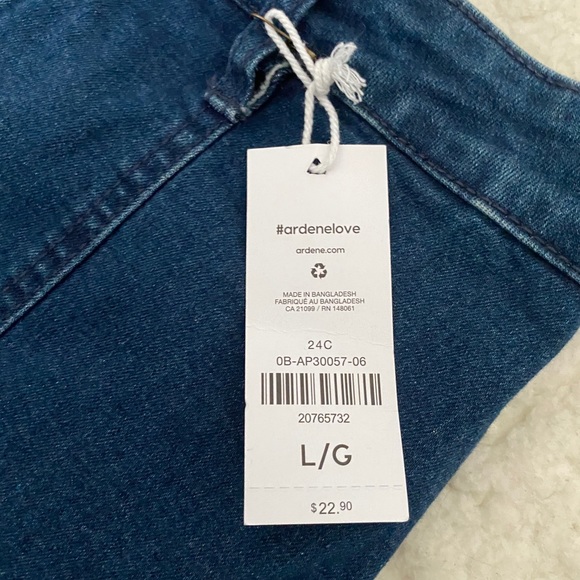 #ardenelove
ardene.com
MADE IN BANGLADESH
FABRIQUÉ AU BANGLADESH
CA 21099 / RN 148061
24C
0B-AP30057-06
20765732
L/G
$22.90